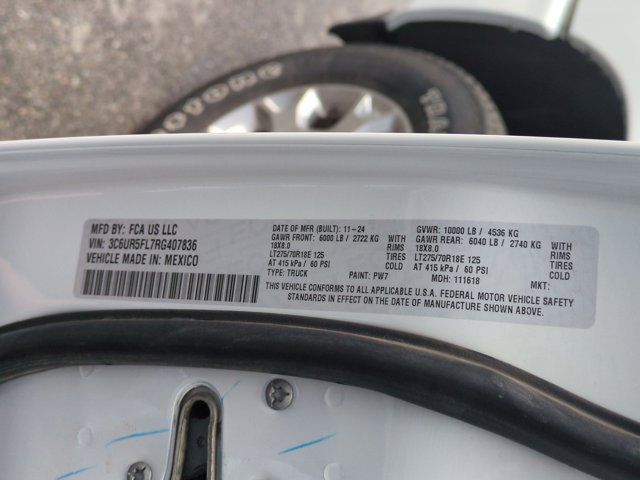 Firestone
TRA
MFD BY: FCA US LLC
VIN: 3C6UR5FL7RG407836
VEHICLE MADE IN: MEXICO
DATE OF MFR (BUILT): 11-24
GAWR FRONT: 6000 LB / 2722 KG WITH
18X8.0 RIMS
LT275/70R18E 125 TIRES
AT 415 kPa / 60 PSI COLD
TYPE: TRUCK
PAINT: PW7
GVWR: 10000 LB / 4536 KG
GAWR REAR: 6040 LB / 2740 KG WITH
18X8.0 RIMS
LT275/70R18E 125 TIRES
AT 415 kPa / 60 PSI COLD
MDH: 111618
MKT:
THIS VEHICLE CONFORMS TO ALL APPLICABLE U.S.A. FEDERAL MOTOR VEHICLE SAFETY
STANDARDS IN EFFECT ON THE DATE OF MANUFACTURE SHOWN ABOVE.